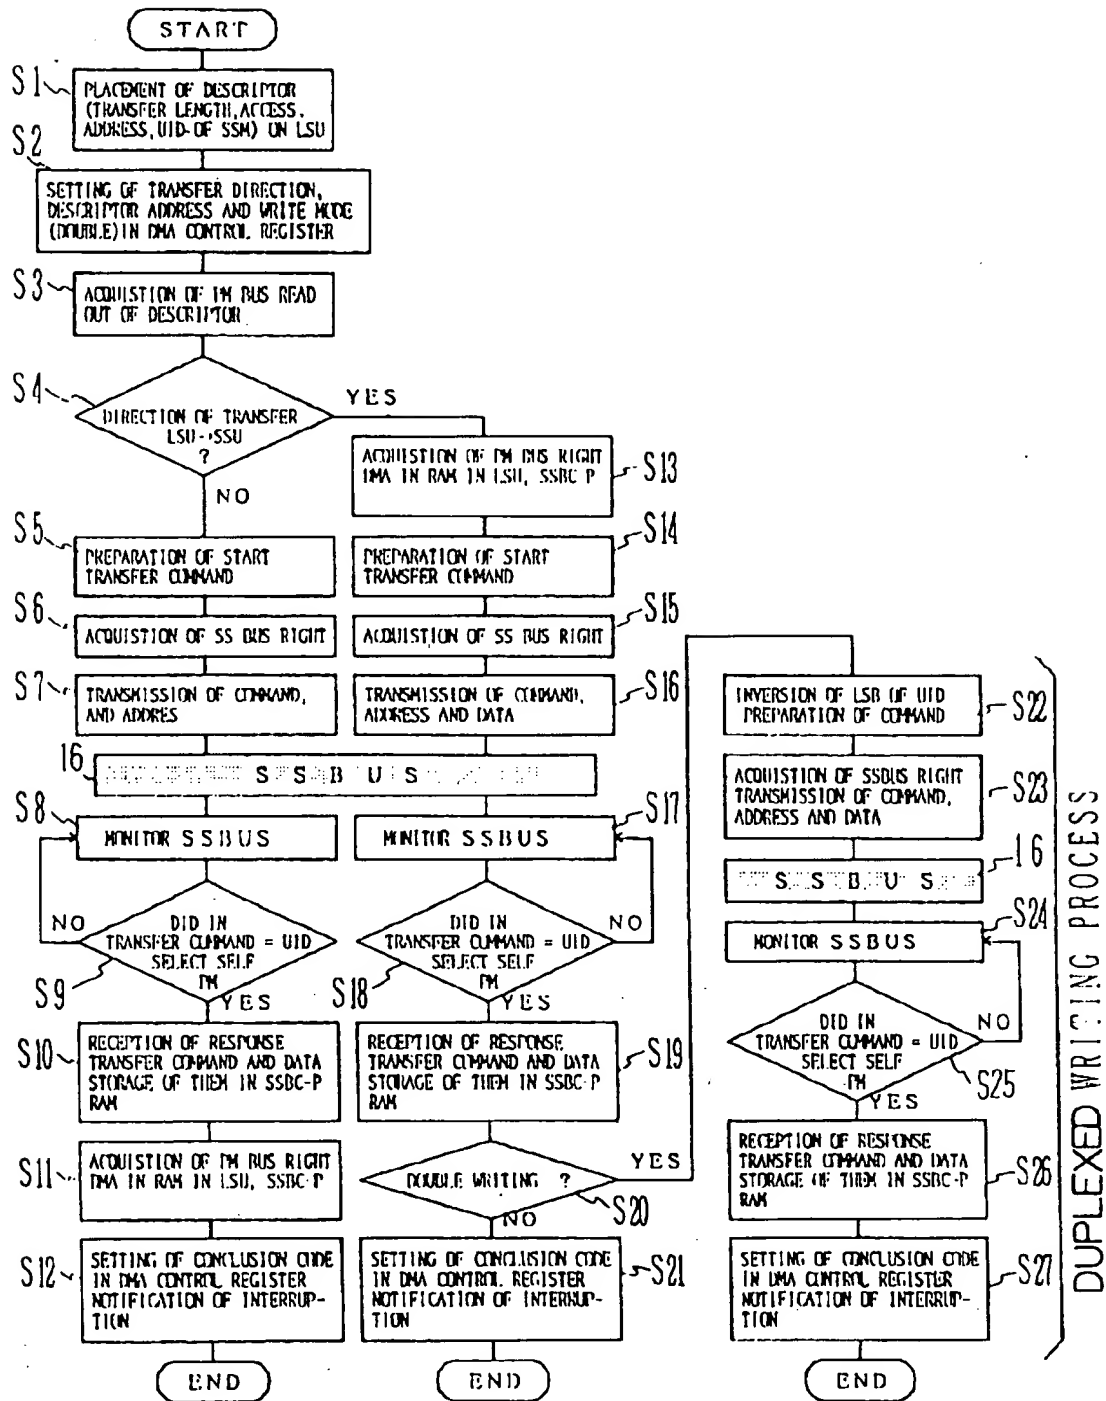 START
S1
PLACEMENT OF DESCRIPTOR
(TRANSFER LENGTH, ACCESS,
ADDRESS, UID-OF SSM) ON LSU
S2
SETTING OF TRANSFER DIRECTION,
DESCRIPTOR ADDRESS AND WRITE MODE
(DOUBLE) IN DMA CONTROL REGISTER
S3
ACQUISTION OF PM BUS READ
OUT OF DESCRIPTOR
S4
DIRECTION OF TRANSFER
LSU→SSU
?
YES
NO
S5
PREPARATION OF START
TRANSFER COMMAND
S6
ACQUISTION OF SS BUS RIGHT
S7
TRANSMISSION OF COMMAND,
AND ADDRES
ACQUISTION OF PM BUS RIGHT
DMA IN RAM IN LSU, SSBC-P
S13
PREPARATION OF START
TRANSFER COMMAND
S14
ACQUISTION OF SS BUS RIGHT
S15
TRANSMISSION OF COMMAND,
ADDRESS AND DATA
S16
16
S S B U S
S8
MONITOR SSBUS
NO
DID IN
TRANSFER COMMAND = UID
SELECT SELF
PM
S9
YES
S10
RECEPTION OF RESPONSE
TRANSFER COMMAND AND DATA
STORAGE OF THEM IN SSBC-P
RAM
S11
ACQUISTION OF PM BUS RIGHT
DMA IN RAM IN LSU, SSBC-P
S12
SETTING OF CONCLUSION CODE
IN DMA CONTROL REGISTER
NOTIFICATION OF INTERRUP-
TION
END
S17
MONITOR SSBUS
NO
DID IN
TRANSFER COMMAND = UID
SELECT SELF
PM
S18
YES
RECEPTION OF RESPONSE
TRANSFER COMMAND AND DATA
STORAGE OF THEM IN SSBC-P
RAM
S19
DOUBLE WRITING ?
YES
S20
NO
SETTING OF CONCLUSION CODE
IN DMA CONTROL REGISTER
NOTIFICATION OF INTERRUP-
TION
S21
END
INVERSION OF LSB OF UID
PREPARATION OF COMMAND
S22
ACQUISTION OF SSBUS RIGHT
TRANSMISSION OF COMMAND,
ADDRESS AND DATA
S23
S S B U S
16
S24
MONITOR SSBUS
NO
DID IN
TRANSFER COMMAND = UID
SELECT SELF
PM
S25
YES
RECEPTION OF RESPONSE
TRANSFER COMMAND AND DATA
STORAGE OF THEM IN SSBC-P
RAM
S26
SETTING OF CONCLUSION CODE
IN DMA CONTROL REGISTER
NOTIFICATION OF INTERRUP-
TION
S27
END
DUPLEXED WRITING PROCESS